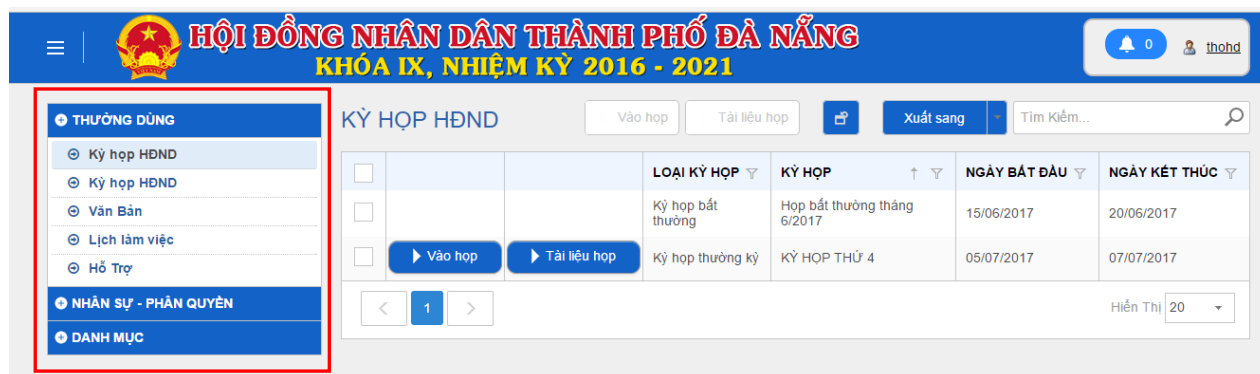 HỘI ĐỒNG NHÂN DÂN THÀNH PHỐ ĐÀ NẴNG
KHÓA IX, NHIỆM KỲ 2016 - 2021
0
thohd
THƯỜNG DÙNG
Kỳ họp HĐND
Kỳ họp HĐND
Văn Bản
Lịch làm việc
Hỗ Trợ
NHÂN SỰ - PHÂN QUYỀN
DANH MỤC
KỲ HỌP HĐND
Vào họp
Tài liệu họp
Xuất sang
Tìm Kiếm...
LOẠI KỲ HỌP
KỲ HỌP
NGÀY BẮT ĐẦU
NGÀY KẾT THÚC
Kỳ họp bất thường
Họp bất thường tháng 6/2017
15/06/2017
20/06/2017
Vào họp
Tài liệu họp
Kỳ họp thường kỳ
KỲ HỌP THỨ 4
05/07/2017
07/07/2017
1
Hiển Thị 20